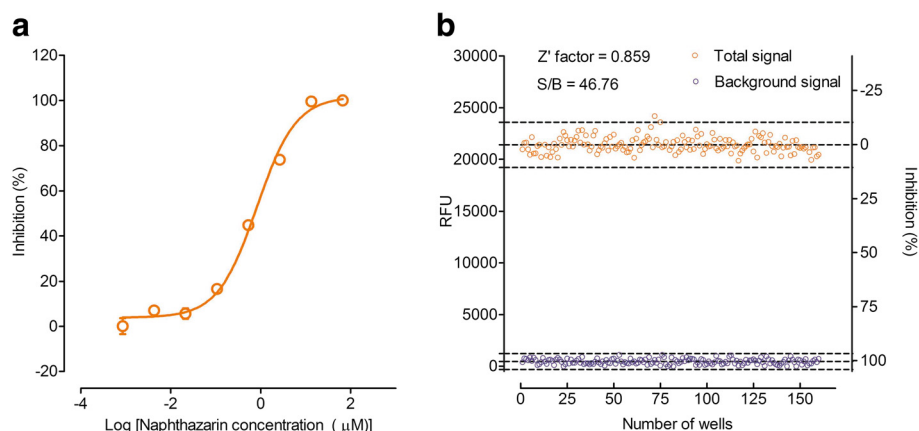 a
120
100
80
60
40
20
0
-20
Inhibition (%)
-4
-2
0
2
Log [Naphthazarin concentration ( μM)]
b
30000
25000
20000
15000
10000
5000
0
RFU
Z' factor = 0.859
S/B = 46.76
Total signal
Background signal
-25
0
25
50
75
100
Inhibition (%)
0
25
50
75
100
125
150
Number of wells